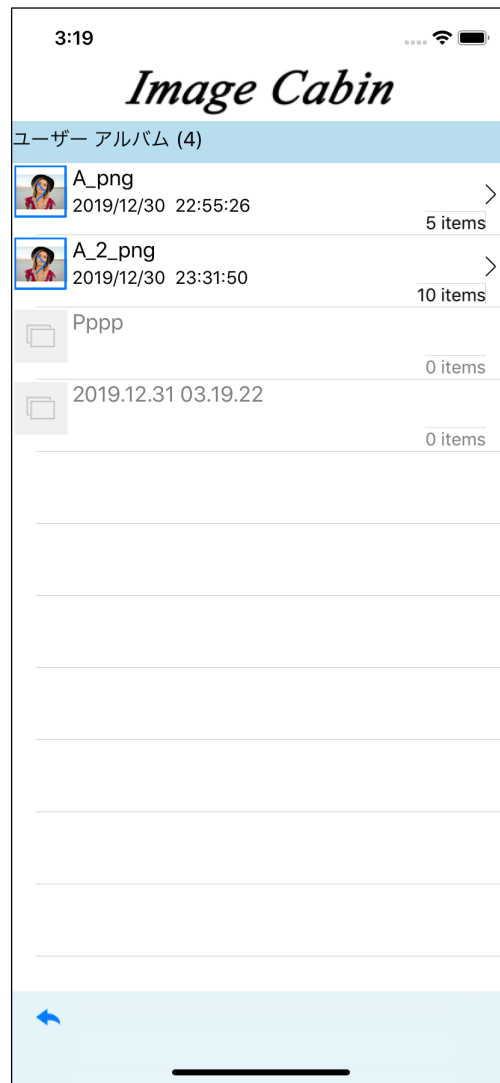 3:19
Image Cabin
ユーザー アルバム (4)
A_png
2019/12/30 22:55:26
5 items
A_2_png
2019/12/30 23:31:50
10 items
Pppp
0 items
2019.12.31 03.19.22
0 items